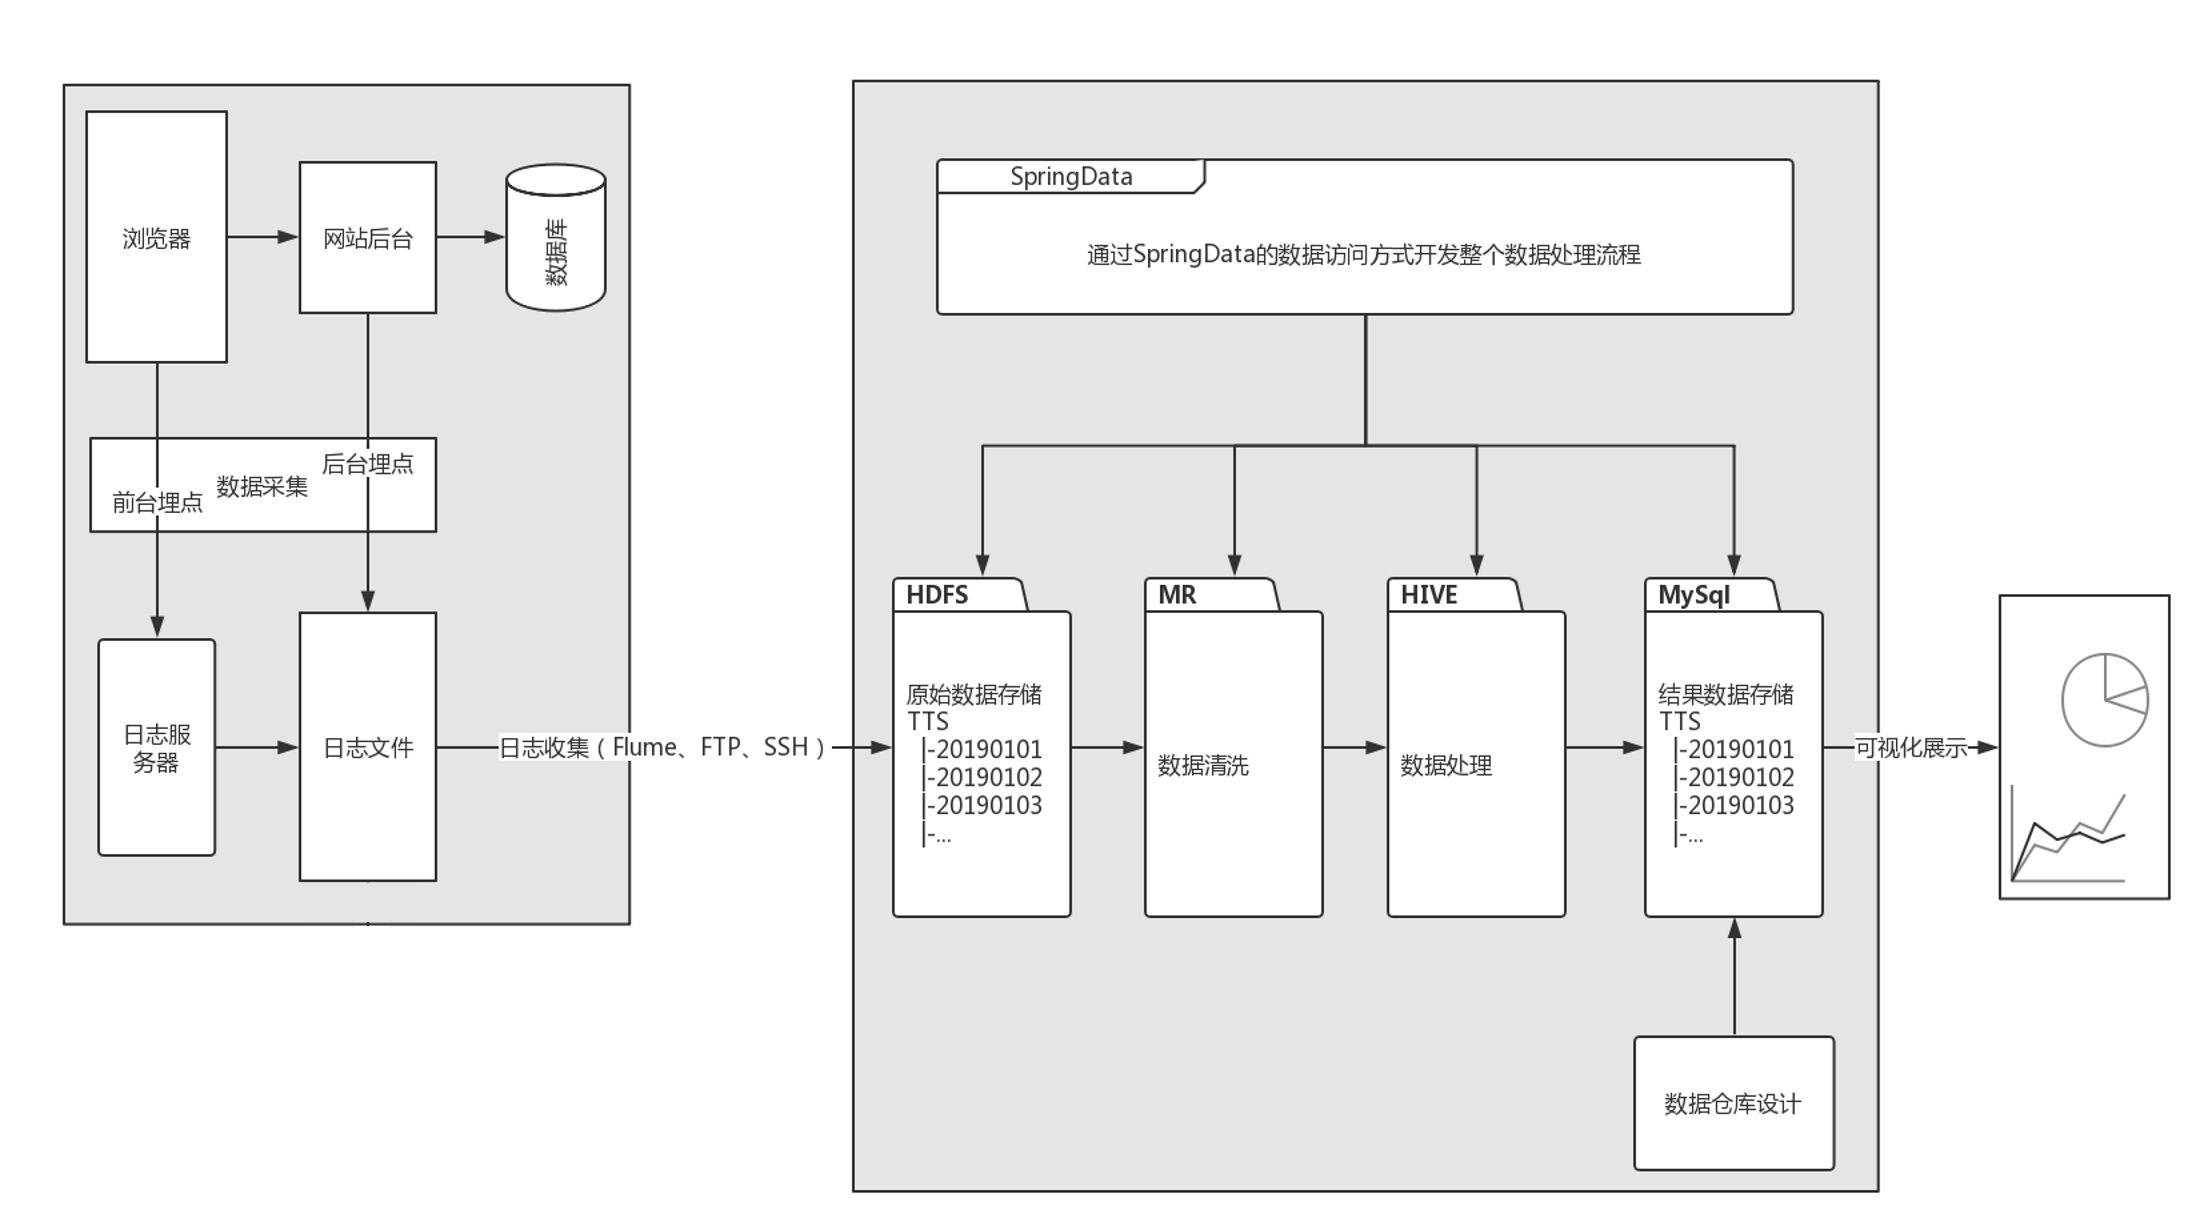 浏览器
网站后台
数据库
后台埋点
数据采集
前台埋点
日志服
务器
日志文件
日志收集（Flume、FTP、SSH）
SpringData
通过SpringData的数据访问方式开发整个数据处理流程
HDFS
原始数据存储
TTS
|-20190101
|-20190102
|-20190103
|-...
MR
数据清洗
HIVE
数据处理
MySql
结果数据存储
TTS
|-20190101
|-20190102
|-20190103
|-...
可视化展示
数据仓库设计